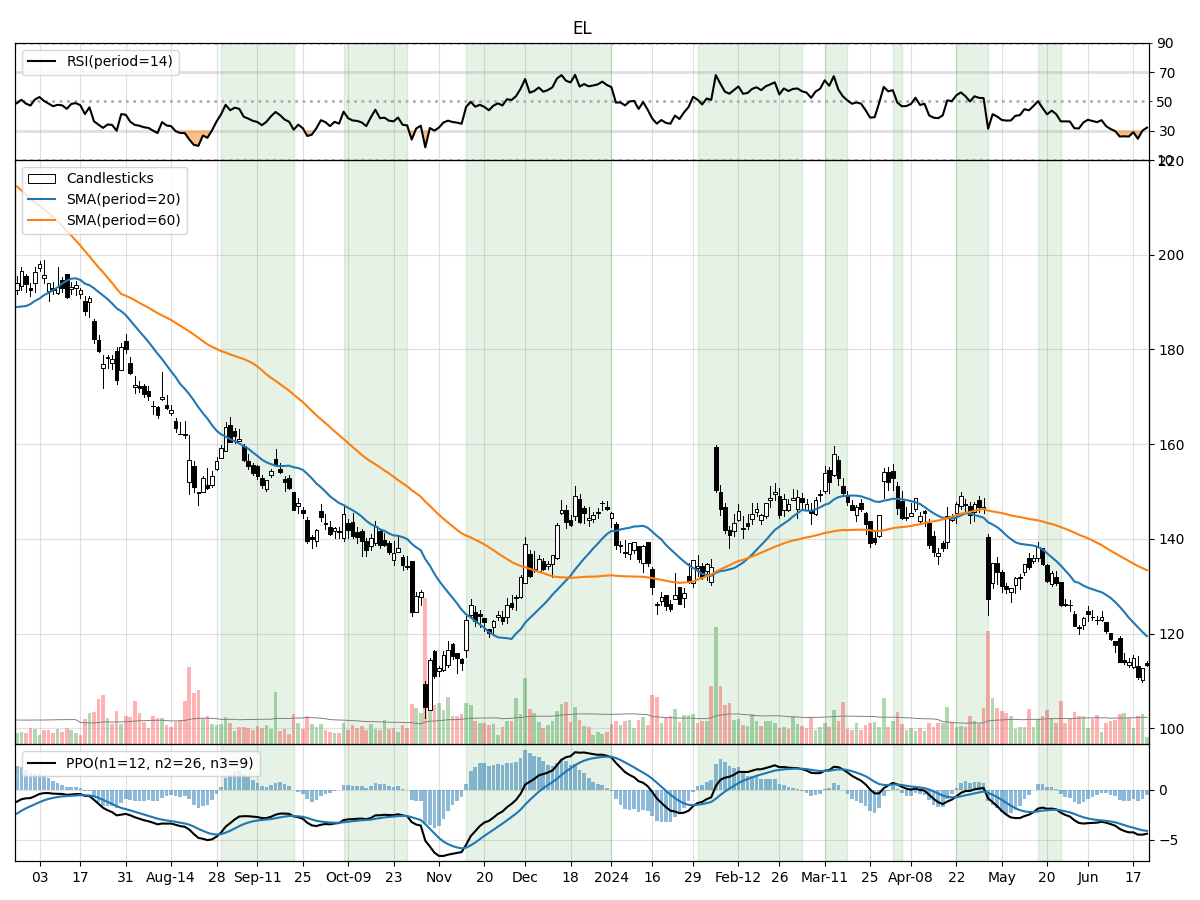 EL
RSI(period=14)
90
70
50
30
10
Candlesticks
SMA(period=20)
SMA(period=60)
220
200
180
160
140
120
100
PPO(n1=12, n2=26, n3=9)
0
−5
03 17 31 Aug-14 28 Sep-11 25 Oct-09 23 Nov 20 Dec 18 2024 16 29 Feb-12 26 Mar-11 25 Apr-08 22 May 20 Jun 17